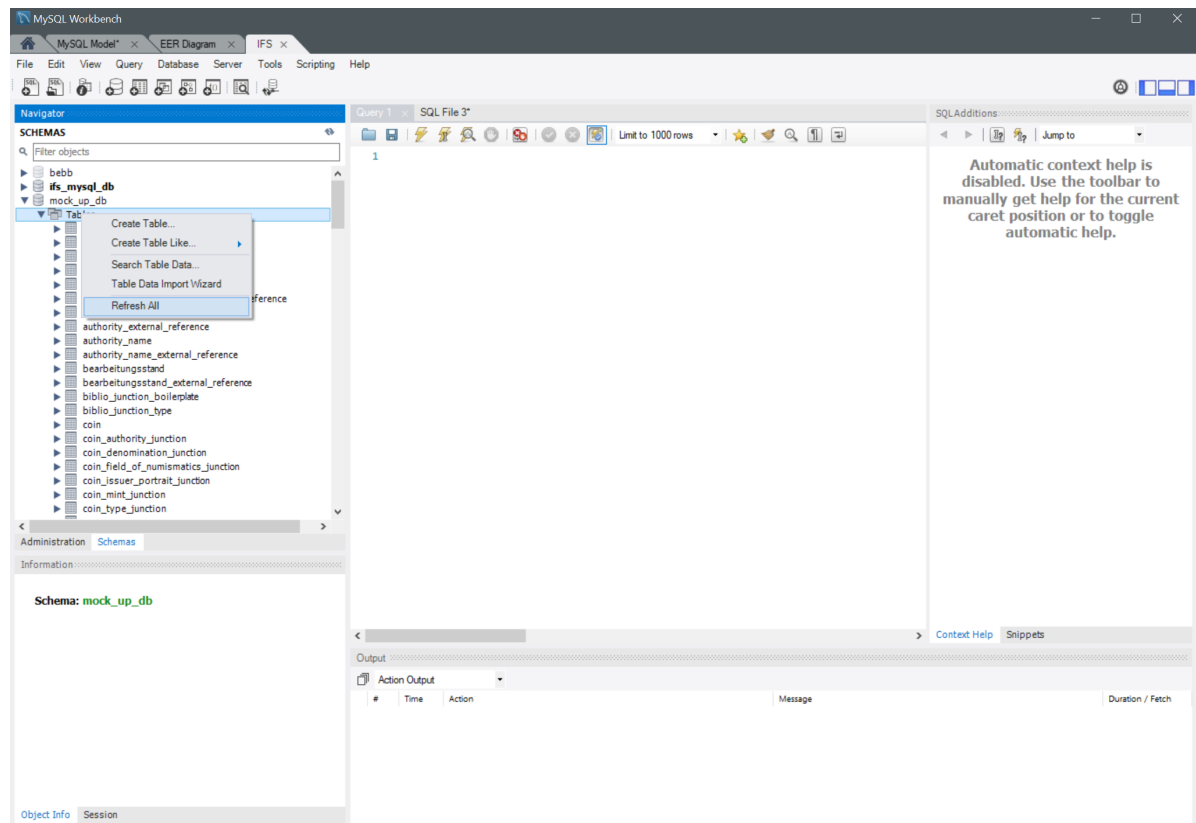 MySQL Workbench
MySQL Model* × EER Diagram × IFS ×
File Edit View Query Database Server Tools Scripting Help
Navigator
SCHEMAS
Filter objects
bebb
ifs_mysql_db
mock_up_db
Create Table...
Create Table Like...
Search Table Data...
Table Data Import Wizard
Refresh All
authority_external_reference
authority_name
authority_name_external_reference
bearbeitungsstand
bearbeitungsstand_external_reference
biblio_junction_boilerplate
biblio_junction_type
coin
coin_authority_junction
coin_denomination_junction
coin_field_of_numismatics_junction
coin_issuer_portrait_junction
coin_mint_junction
coin_type_junction
Administration Schemas
Information
Schema: mock_up_db
Object Info Session
Query 1 × SQL File 3*
Limit to 1000 rows
1
Output
Action Output
# Time Action Message Duration / Fetch
SQLAdditions
Jump to
Automatic context help is
disabled. Use the toolbar to
manually get help for the current
caret position or to toggle
automatic help.
Context Help Snippets